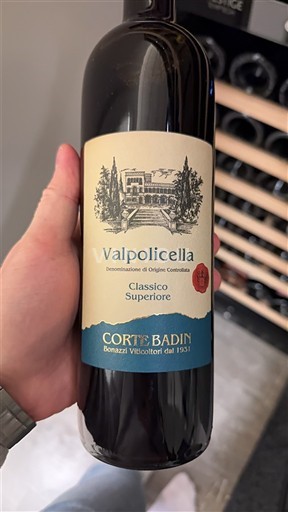 Valpolicella
Denominazione di Origine Controllata
Classico
Superiore
CORTE BADIN
Bonazzi Viticoltori dal 1931